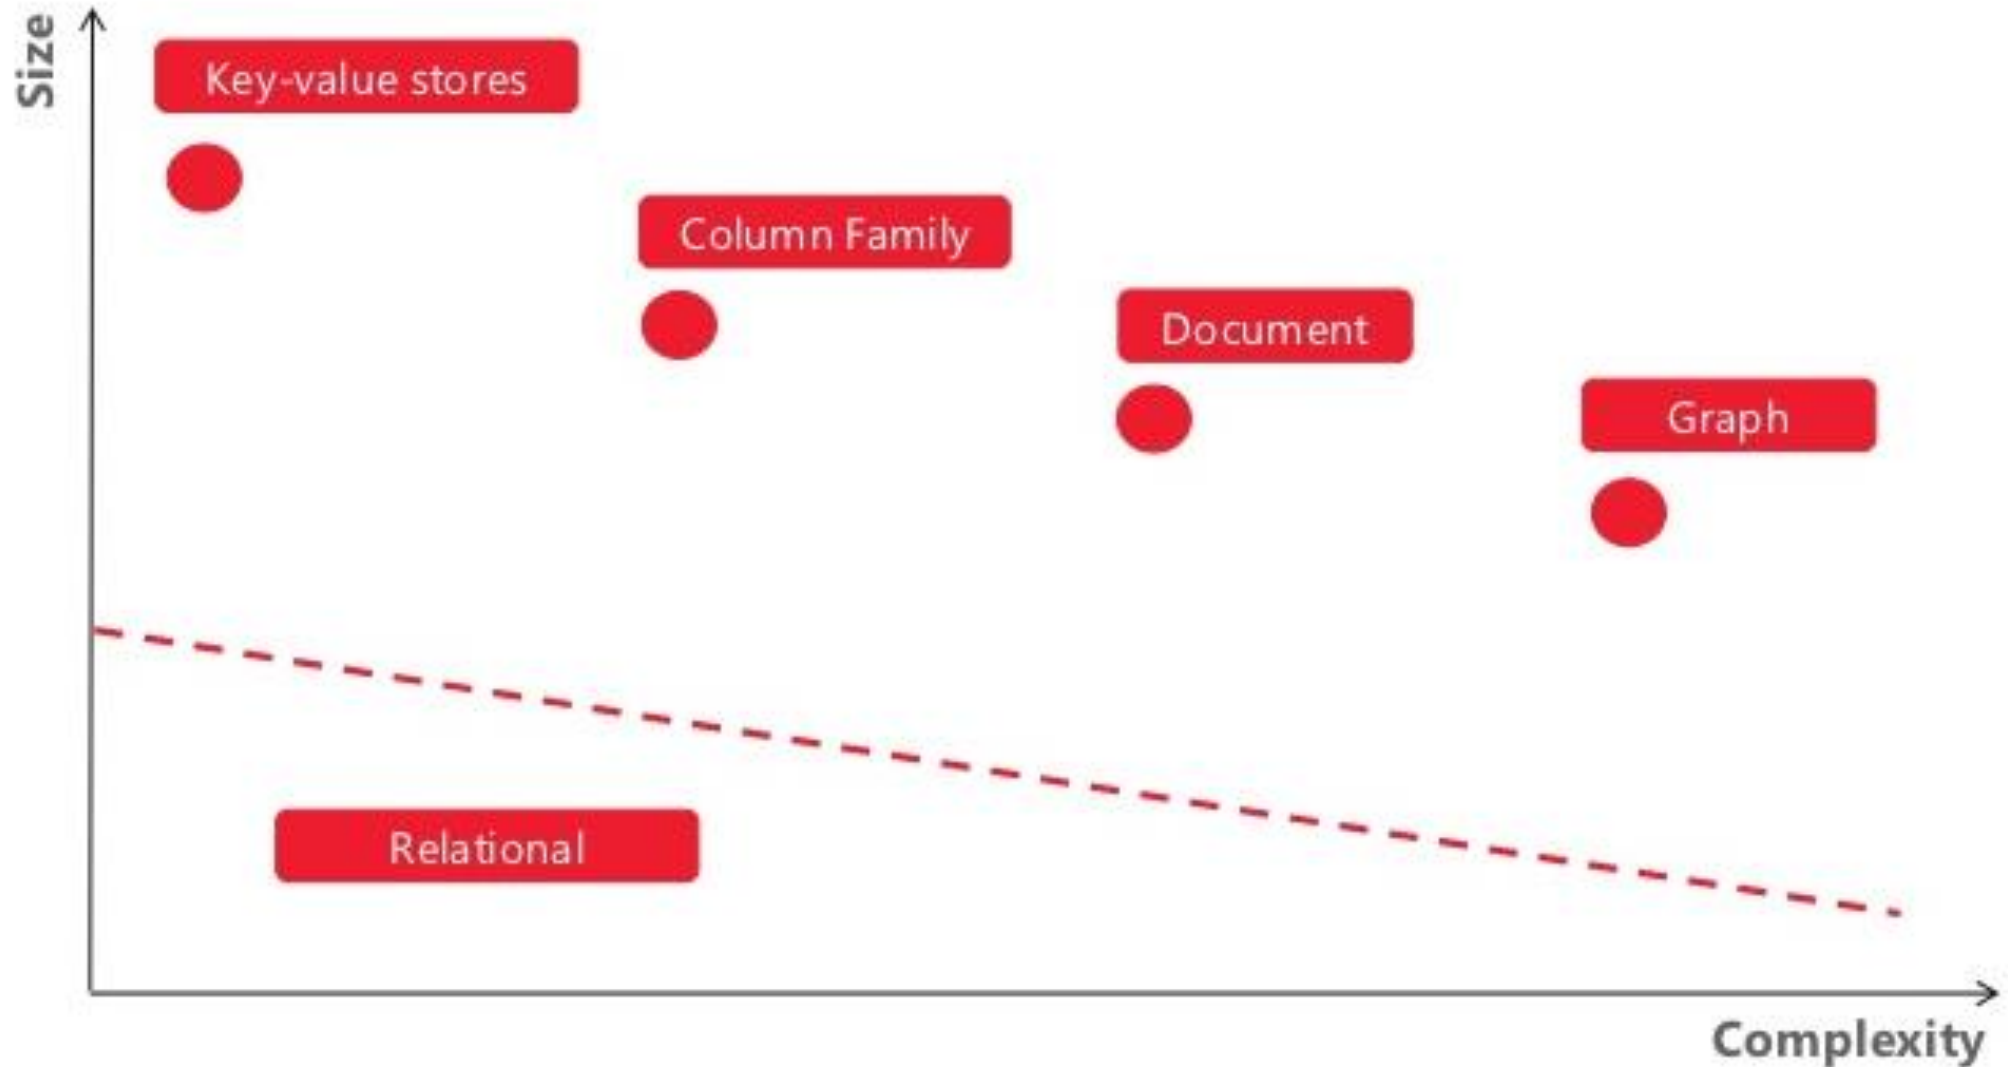 Size
Key-value stores
Column Family
Document
Graph
Relational
Complexity